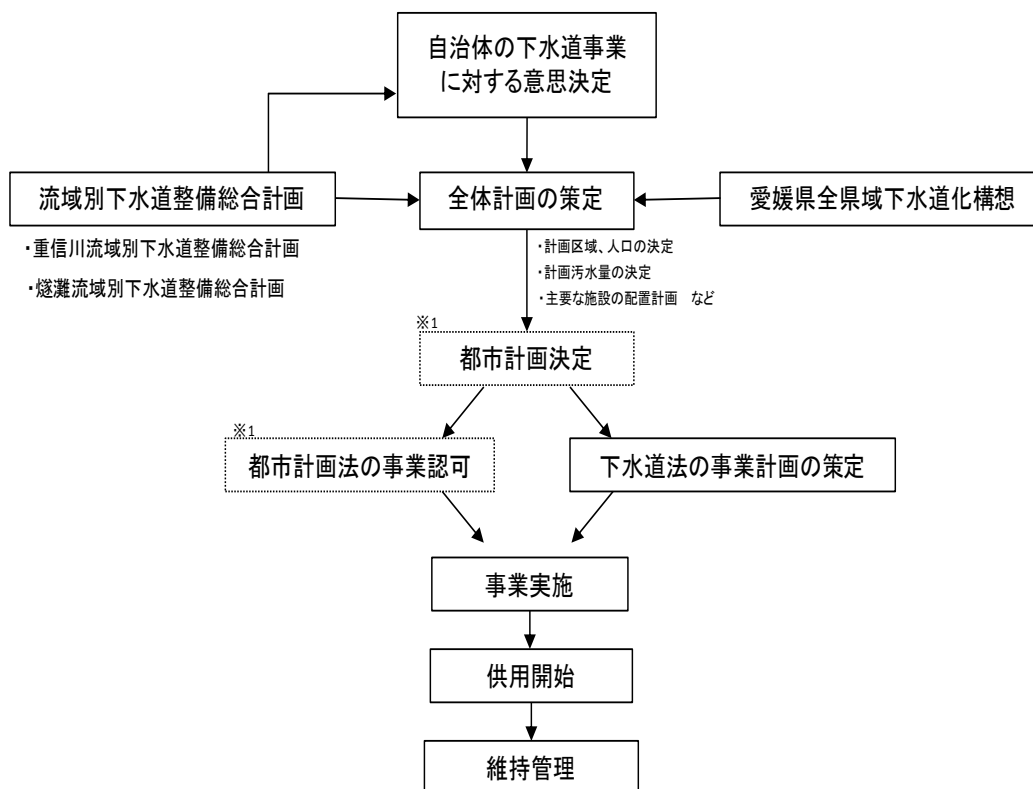 自治体の下水道事業
に対する意思決定
流域別下水道整備総合計画
全体計画の策定
愛媛県全県域下水道化構想
・重信川流域別下水道整備総合計画
・燧灘流域別下水道整備総合計画
・計画区域、人口の決定
・計画汚水量の決定
・主要な施設の配置計画　など
※1
都市計画決定
※1
都市計画法の事業認可
下水道法の事業計画の策定
事業実施
供用開始
維持管理